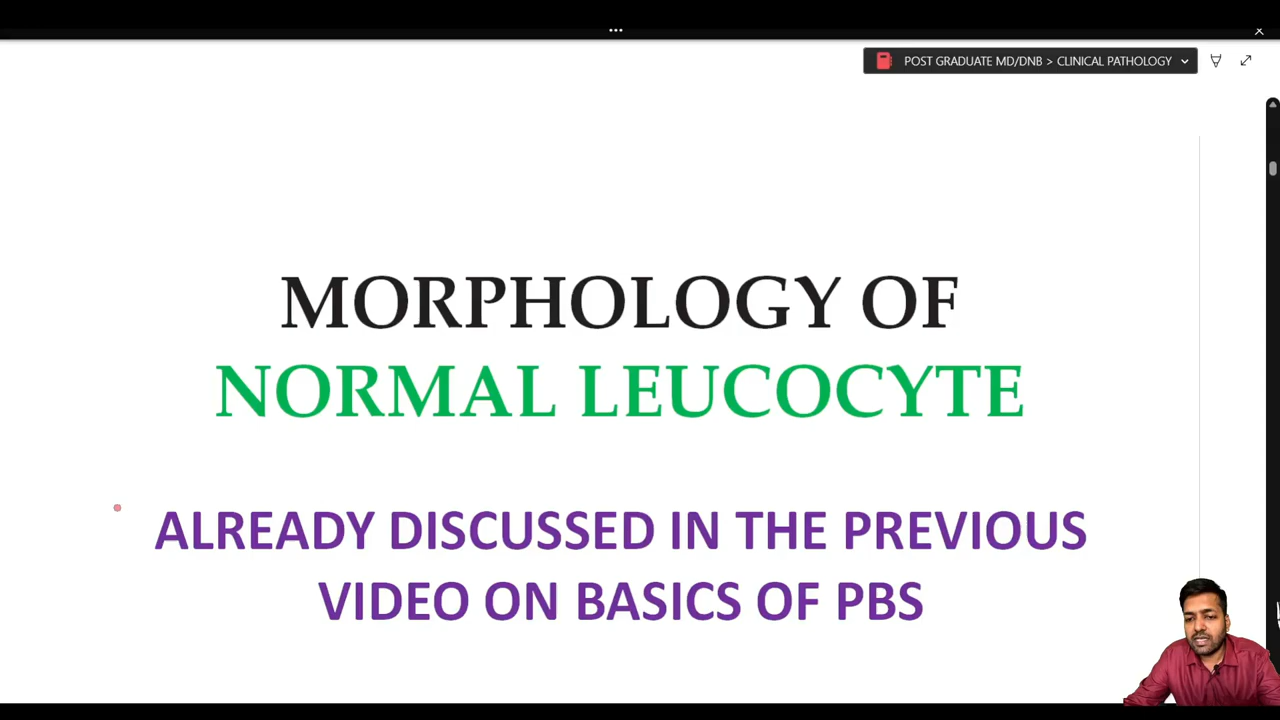 POST GRADUATE MD/DNB > CLINICAL PATHOLOGY
MORPHOLOGY OF
NORMAL LEUCOCYTE
ALREADY DISCUSSED IN THE PREVIOUS
VIDEO ON BASICS OF PBS